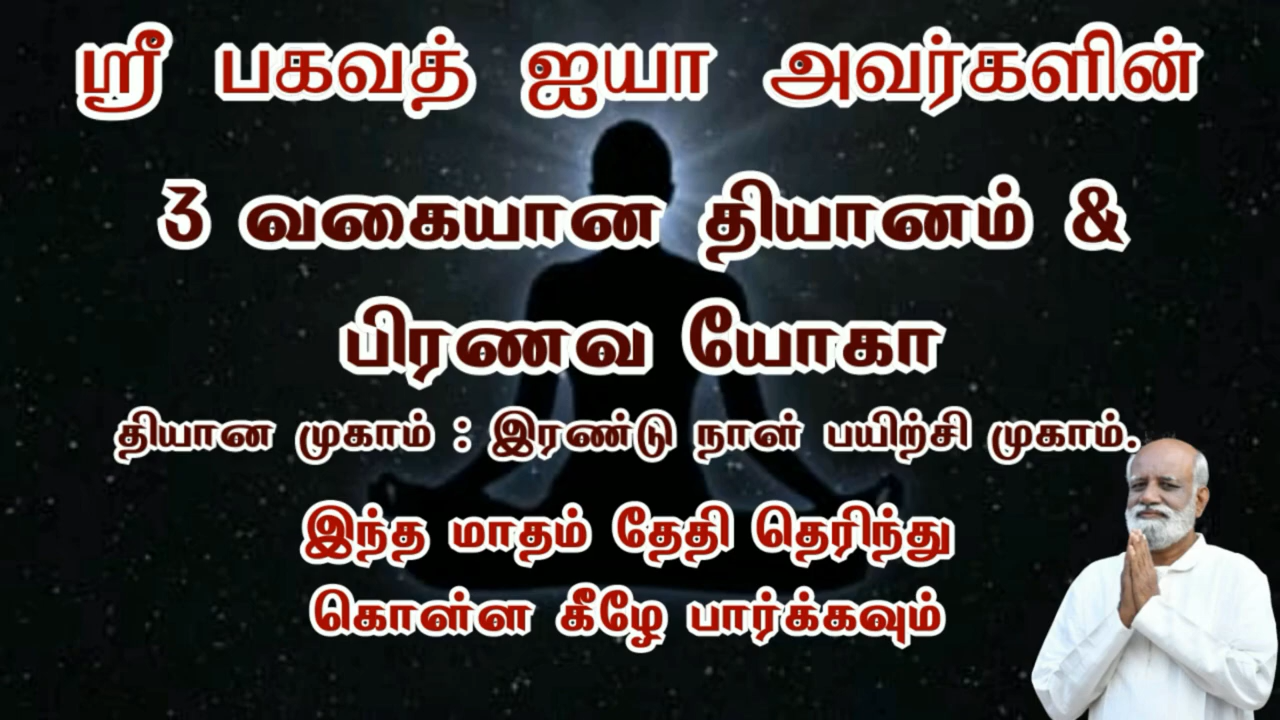 ஸ்ரீ பகவத் ஐயா அவர்களின்
3 வகையான தியானம் &
பிரணவ யோகா
தியான முகாம் : இரண்டு நாள் பயிற்சி முகாம்.
இந்த மாதம் தேதி தெரிந்து
கொள்ள கீழே பார்க்கவும்